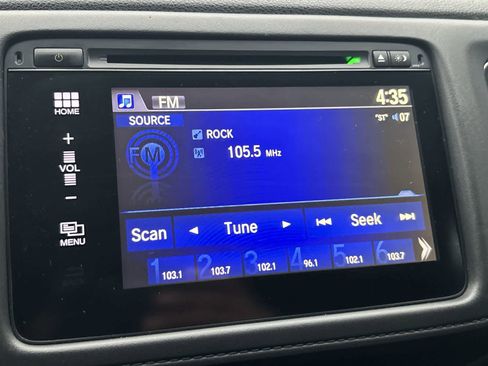 FM 4:35
HOME
SOURCE "ST" 07
ROCK
FM
105.5 MHz
+
VOL
−
Scan Tune Seek
MENU
1 2 3 4 5 6
103.1 103.7 102.1 96.1 102.1 103.7